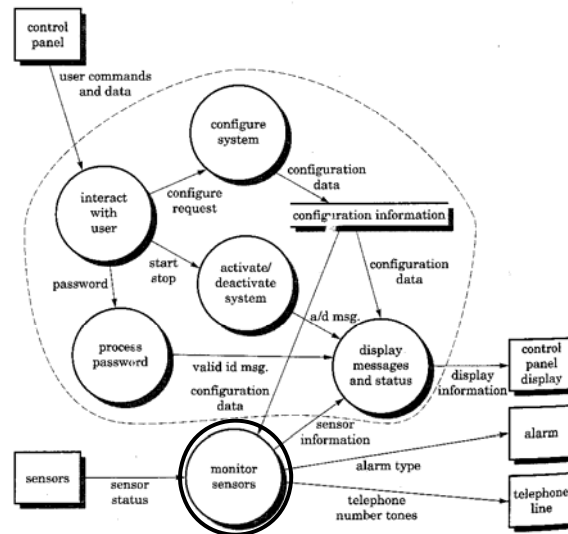 control
panel
user commands
and data
configure
system
configuration
data
interact
with
user
configure
request
configuration information
start
stop
activate/
deactivate
system
configuration
data
password
a/d msg.
process
password
valid id msg.
display
messages
and status
control
panel
display
display
information
configuration
data
sensor
information
alarm
alarm type
sensors
sensor
status
monitor
sensors
telephone
number tones
telephone
line